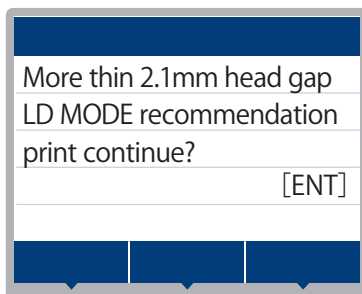 More thin 2.1mm head gap
LD MODE recommendation
print continue?
[ENT]